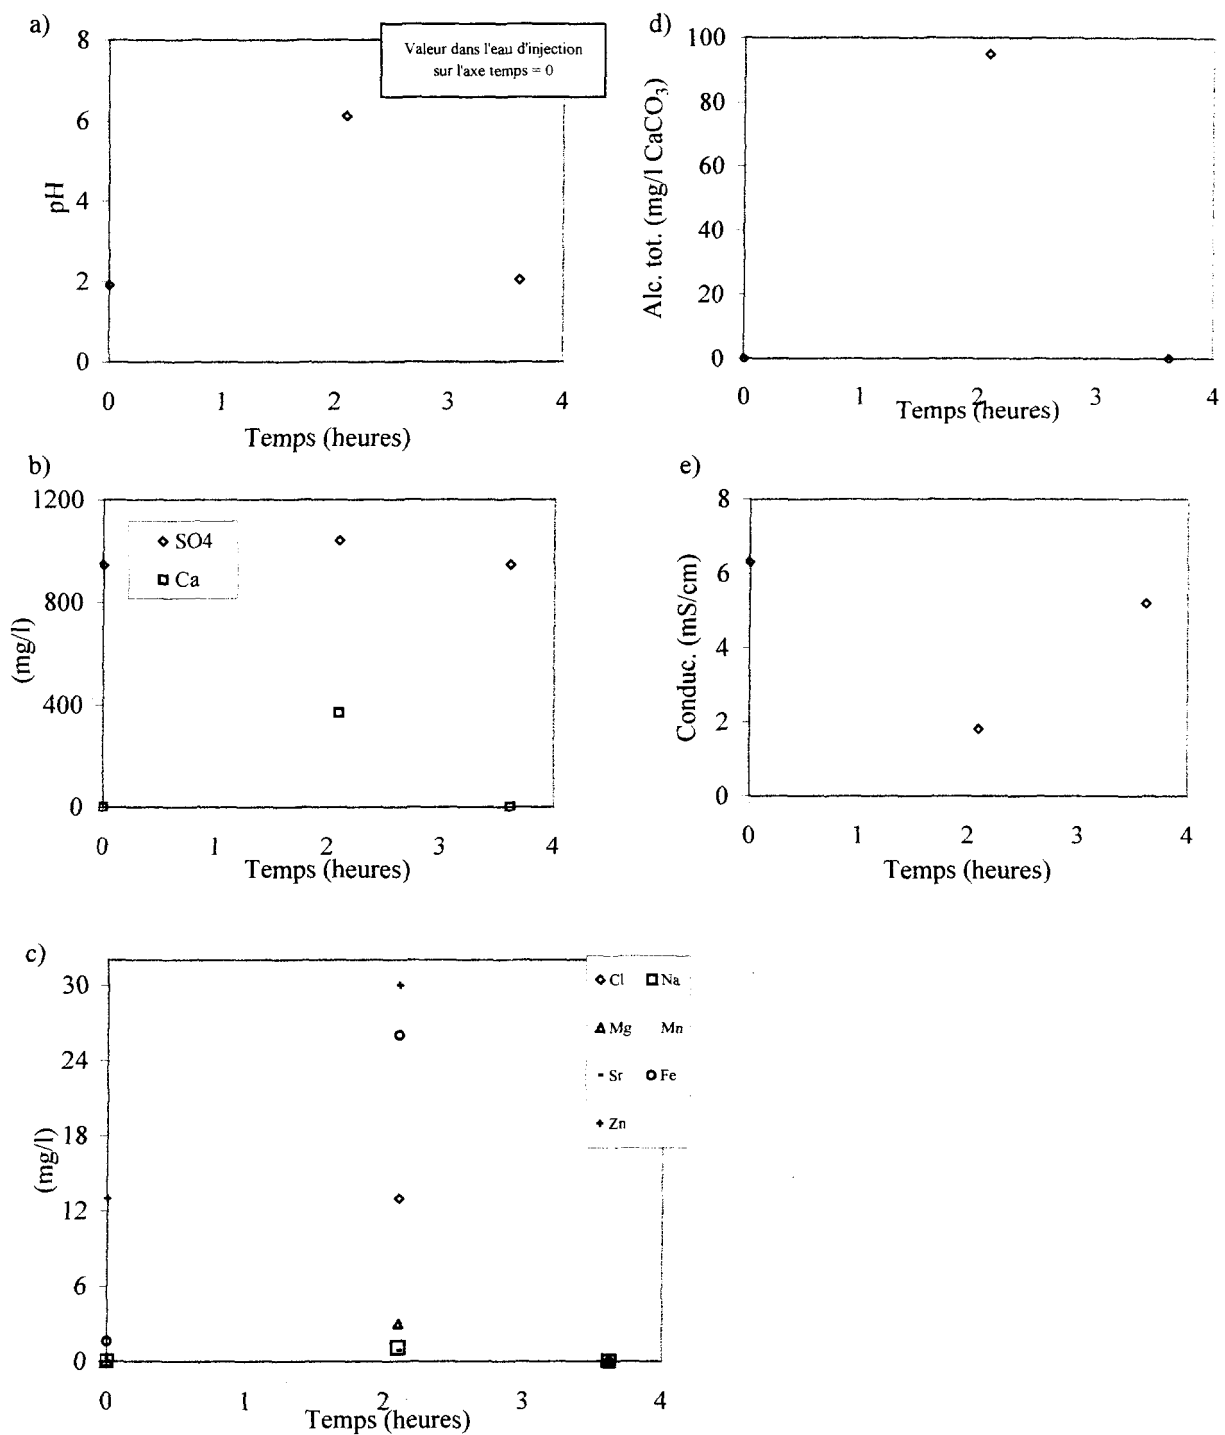 a)
8
6
4
2
0
pH
Valeur dans l'eau d'injection
sur l'axe temps = 0
0 1 2 3 4
Temps (heures)
d)
100
80
60
40
20
0
Alc. tot. (mg/l CaCO3)
0 1 2 3 4
Temps (heures)
b)
1200
800
400
0
(mg/l)
SO4
Ca
0 1 2 3 4
Temps (heures)
e)
8
6
4
2
0
Conduc. (mS/cm)
0 1 2 3 4
Temps (heures)
c)
30
24
18
12
6
0
(mg/l)
Cl Na
Mg Mn
Sr Fe
Zn
0 1 2 3 4
Temps (heures)